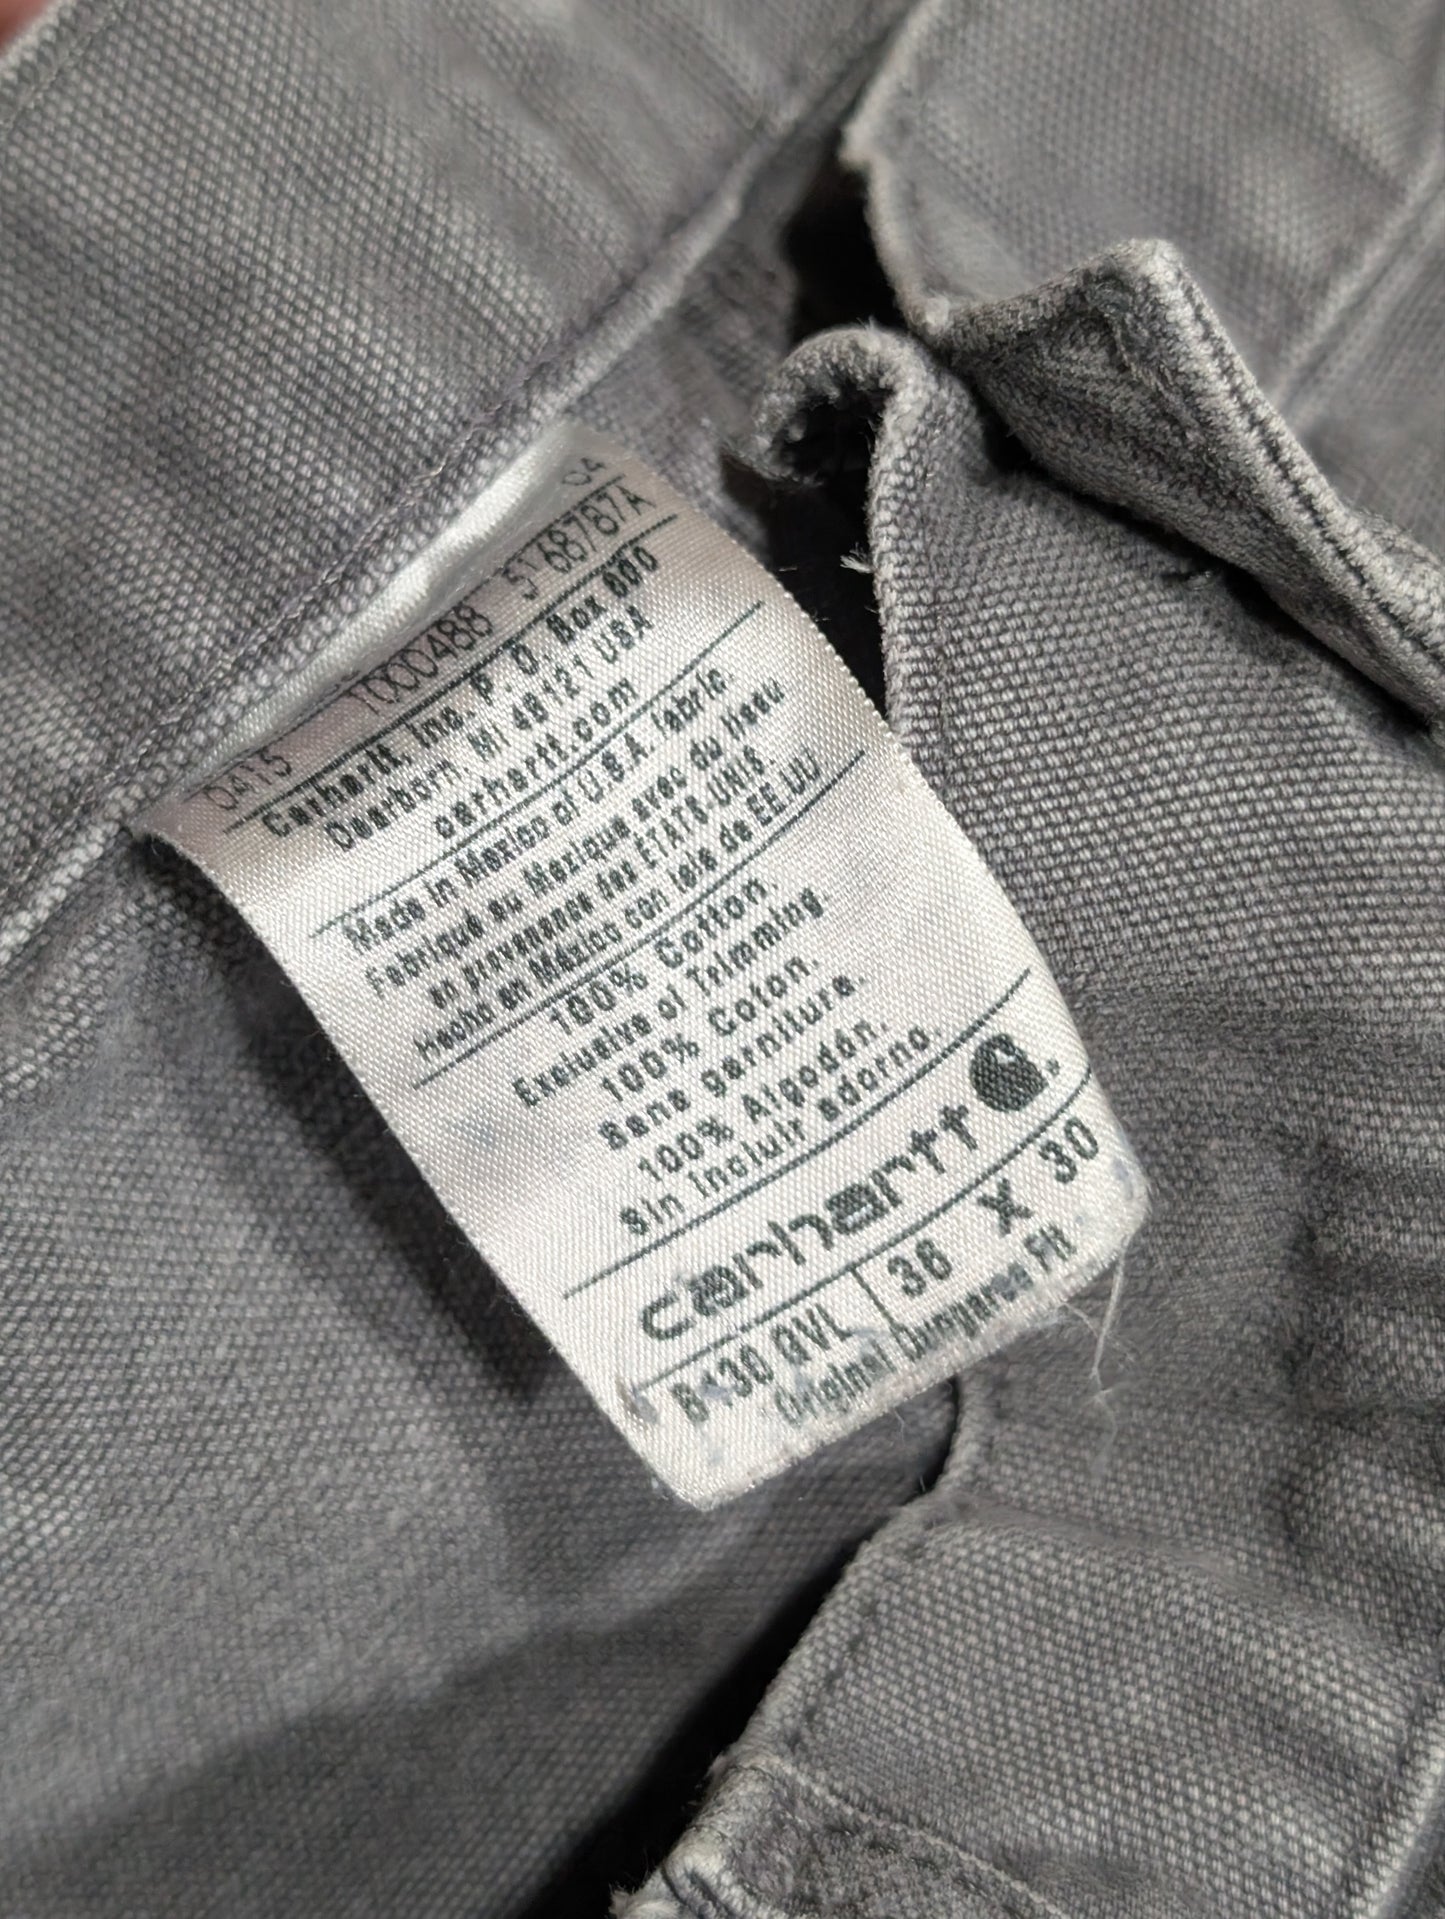 04
0415 1000488 5168787A
Carhartt, Inc. P. O. Box 600
Dearborn, MI 48121 USA
carhartt.com
Made in Mexico of U.S.A. fabric.
Fabriqué au Mexique avec du tissu
en provenance des ÉTATS-UNIS.
Hecho en México con tela de EE.UU
100% Cotton.
Exclusive of Trimming
100% Coton.
Sans garniture.
100% Algodón.
Sin incluir adorno.
carhartt
B130 GVL 36 X 30
Original Dungaree Fit